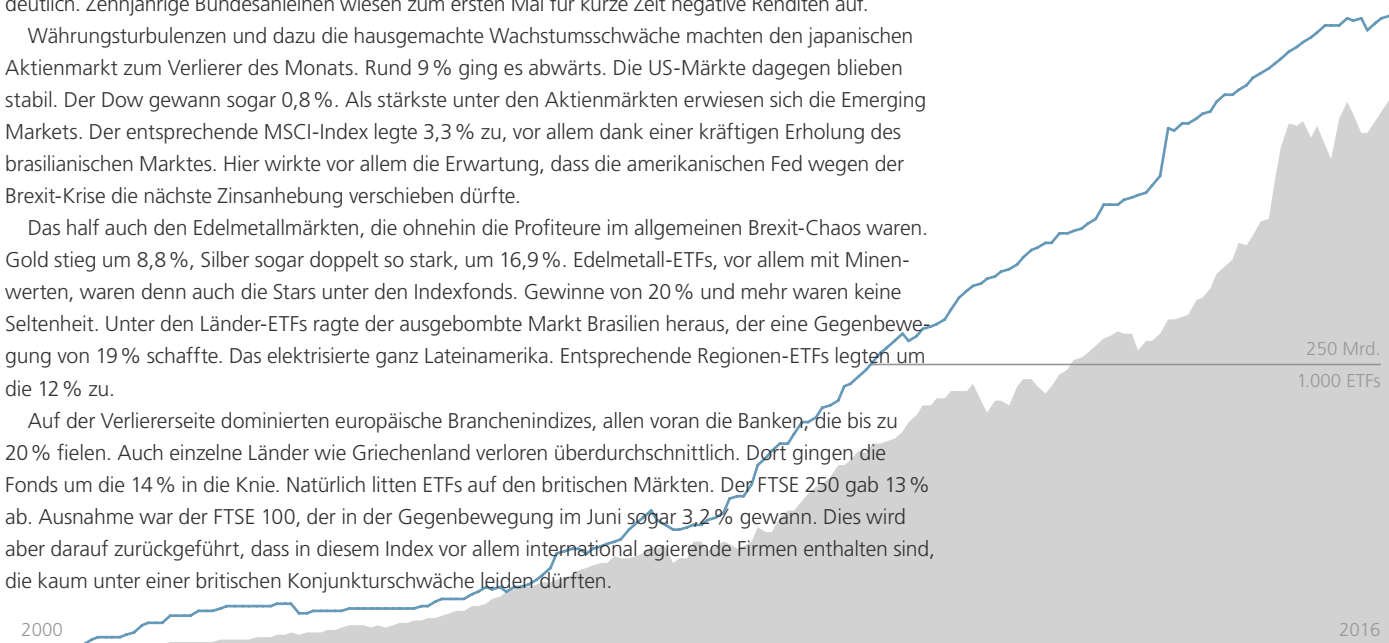 deutlich. Zehnjährige Bundesanleihen wiesen zum ersten Mal für kurze Zeit negative Renditen auf.
Währungsturbulenzen und dazu die hausgemachte Wachstumsschwäche machten den japanischen
Aktienmarkt zum Verlierer des Monats. Rund 9 % ging es abwärts. Die US-Märkte dagegen blieben
stabil. Der Dow gewann sogar 0,8 %. Als stärkste unter den Aktienmärkten erwiesen sich die Emerging
Markets. Der entsprechende MSCI-Index legte 3,3 % zu, vor allem dank einer kräftigen Erholung des
brasilianischen Marktes. Hier wirkte vor allem die Erwartung, dass die amerikanischen Fed wegen der
Brexit-Krise die nächste Zinsanhebung verschieben dürfte.
Das half auch den Edelmetallmärkten, die ohnehin die Profiteure im allgemeinen Brexit-Chaos waren.
Gold stieg um 8,8 %, Silber sogar doppelt so stark, um 16,9 %. Edelmetall-ETFs, vor allem mit Minen-
werten, waren denn auch die Stars unter den Indexfonds. Gewinne von 20 % und mehr waren keine
Seltenheit. Unter den Länder-ETFs ragte der ausgebombte Markt Brasilien heraus, der eine Gegenbewe-
gung von 19 % schaffte. Das elektrisierte ganz Lateinamerika. Entsprechende Regionen-ETFs legten um
die 12 % zu.
Auf der Verliererseite dominierten europäische Branchenindizes, allen voran die Banken, die bis zu
20 % fielen. Auch einzelne Länder wie Griechenland verloren überdurchschnittlich. Dort gingen die
Fonds um die 14 % in die Knie. Natürlich litten ETFs auf den britischen Märkten. Der FTSE 250 gab 13 %
ab. Ausnahme war der FTSE 100, der in der Gegenbewegung im Juni sogar 3,2 % gewann. Dies wird
aber darauf zurückgeführt, dass in diesem Index vor allem international agierende Firmen enthalten sind,
die kaum unter einer britischen Konjunkturschwäche leiden dürften.
250 Mrd.
1.000 ETFs
2000
2016